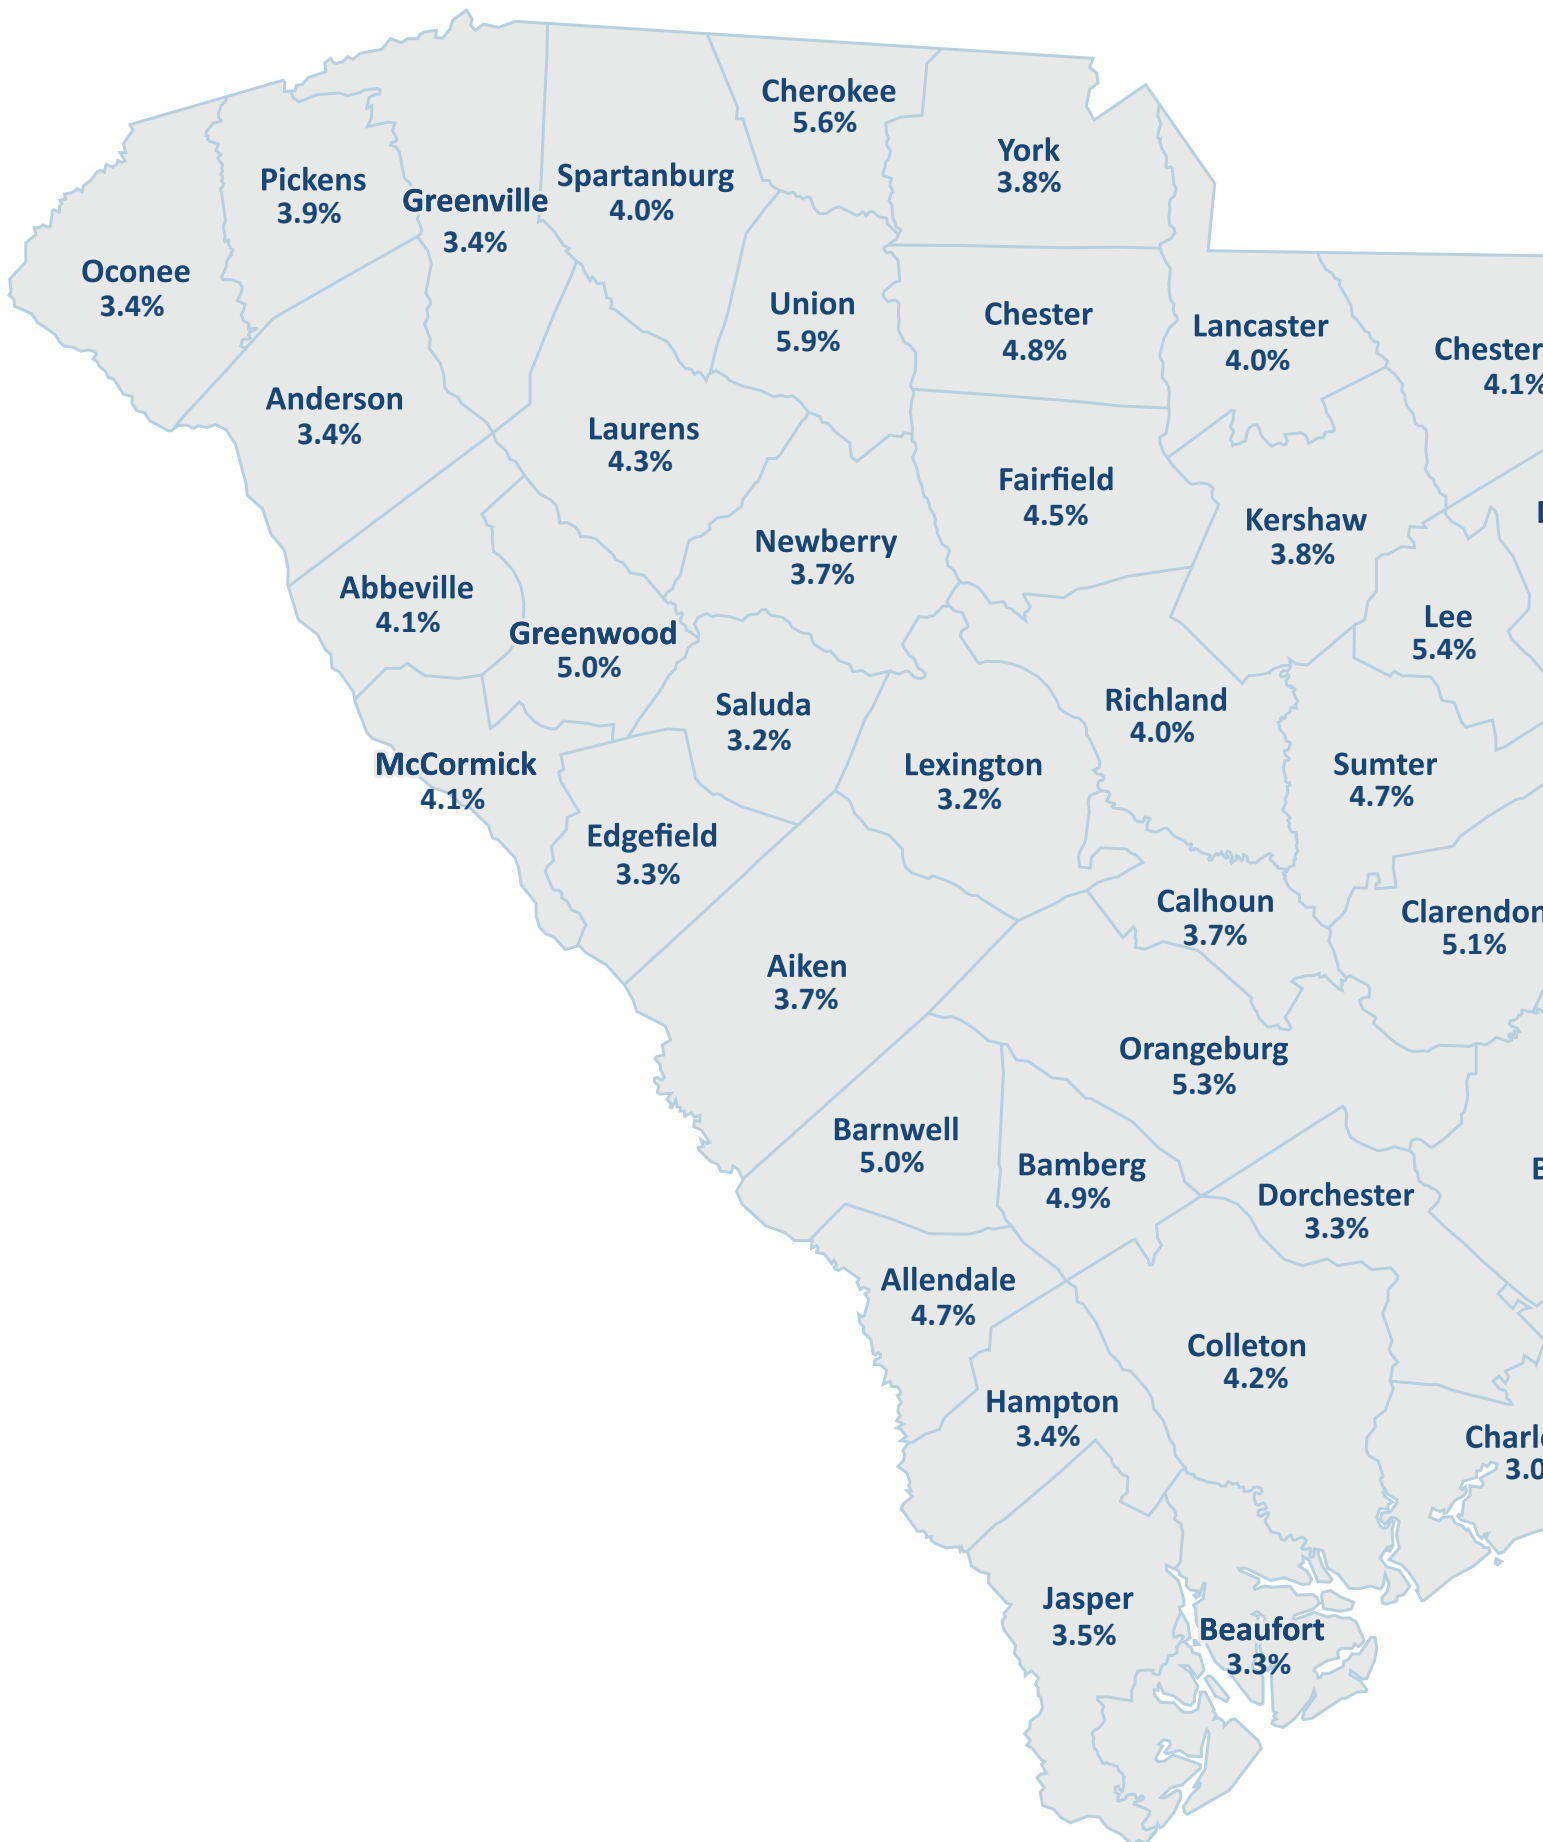 Cherokee
5.6%
York
3.8%
Pickens
3.9%
Greenville
3.4%
Spartanburg
4.0%
Oconee
3.4%
Union
5.9%
Chester
4.8%
Lancaster
4.0%
Chester
4.1%
Anderson
3.4%
Laurens
4.3%
Fairfield
4.5%
Kershaw
3.8%
Newberry
3.7%
Abbeville
4.1%
Greenwood
5.0%
Lee
5.4%
Saluda
3.2%
Richland
4.0%
McCormick
4.1%
Lexington
3.2%
Sumter
4.7%
Edgefield
3.3%
Calhoun
3.7%
Clarendon
5.1%
Aiken
3.7%
Orangeburg
5.3%
Barnwell
5.0%
Bamberg
4.9%
Dorchester
3.3%
Allendale
4.7%
Colleton
4.2%
Hampton
3.4%
Charl
3.0
Jasper
3.5%
Beaufort
3.3%